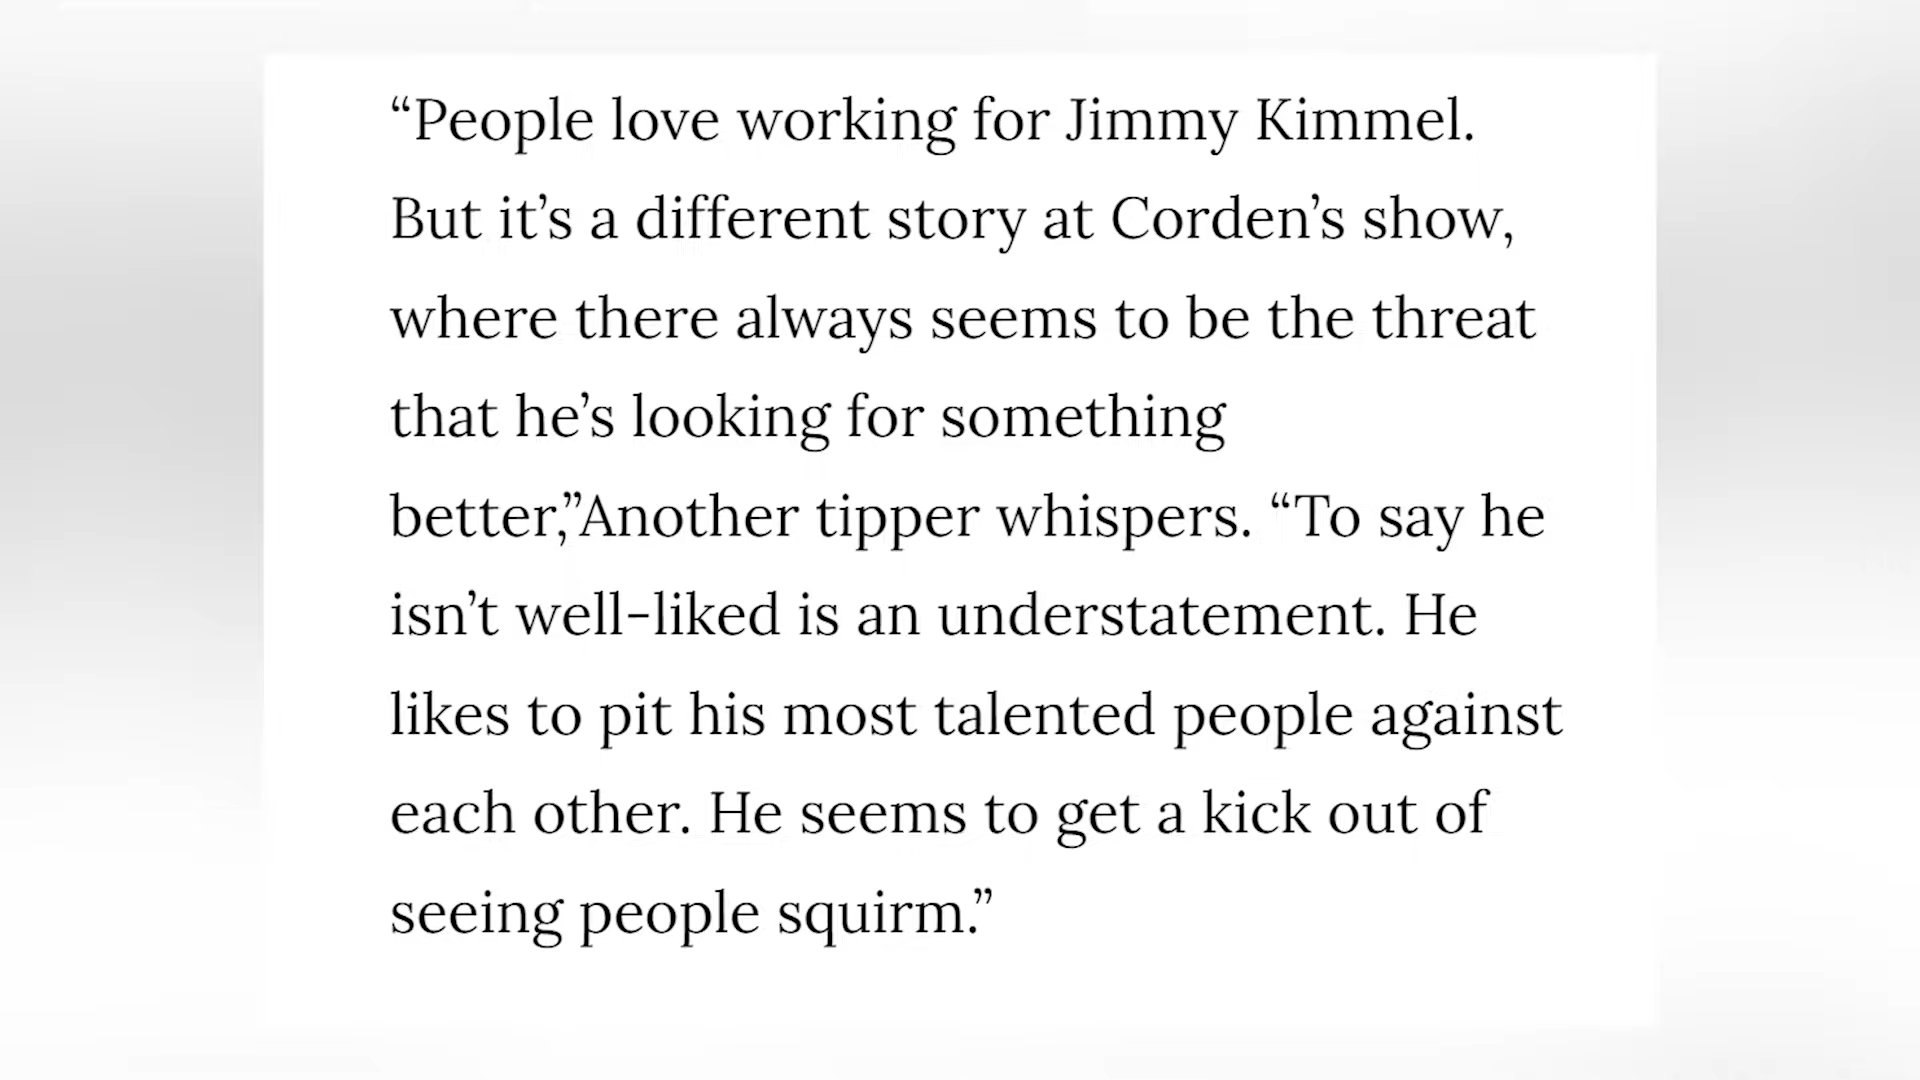 “People love working for Jimmy Kimmel.
But it’s a different story at Corden’s show,
where there always seems to be the threat
that he’s looking for something
better,”Another tipper whispers. “To say he
isn’t well-liked is an understatement. He
likes to pit his most talented people against
each other. He seems to get a kick out of
seeing people squirm.”